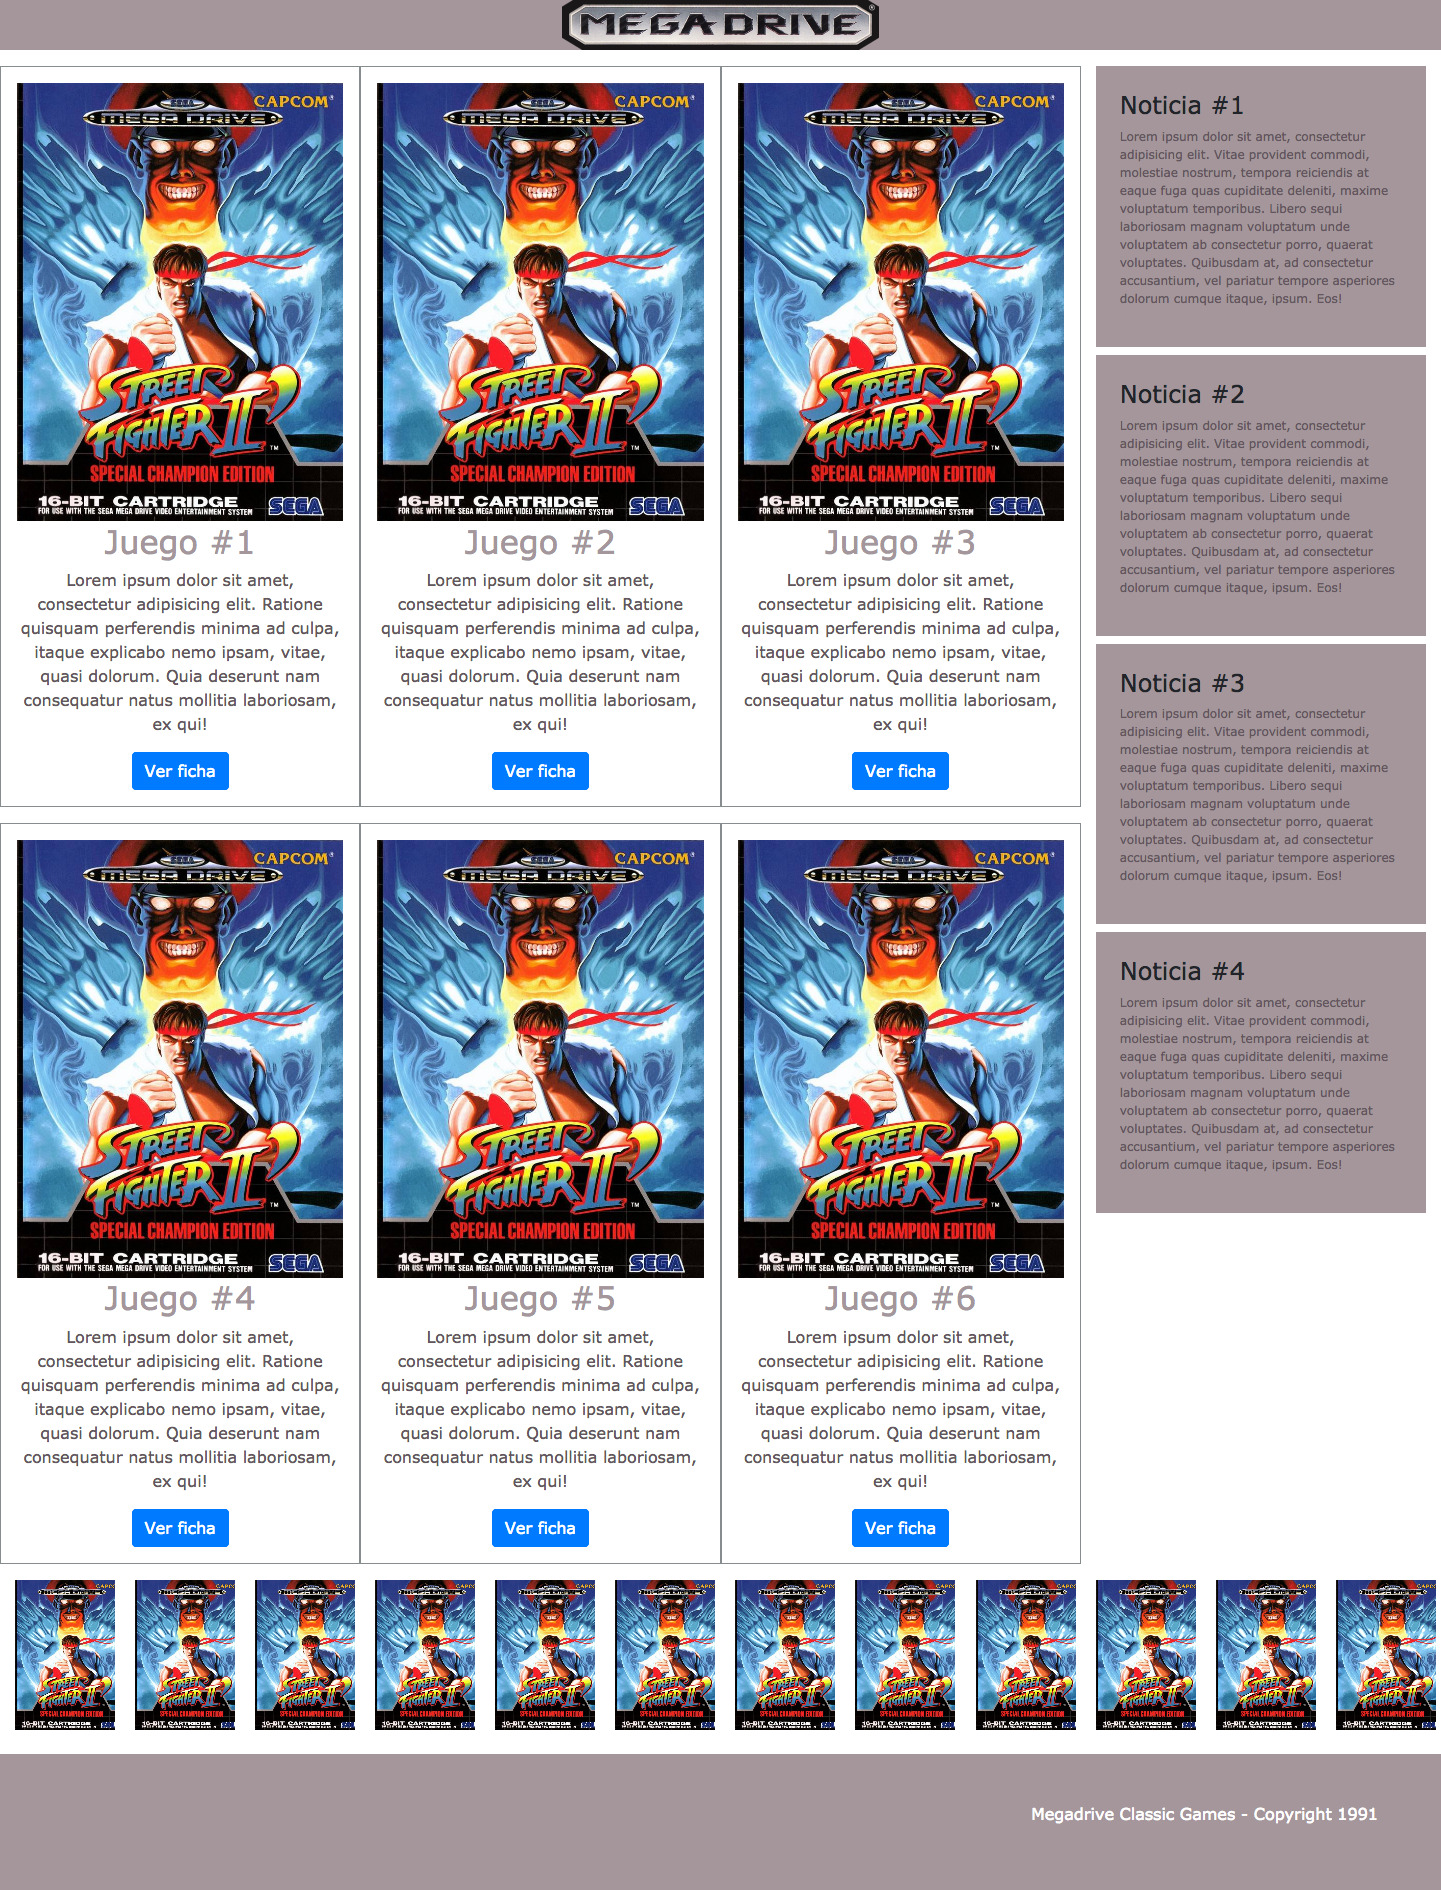 MEGA DRIVE
SEGA
CAPCOM
MEGA DRIVE
STREET
FIGHTER II'
SPECIAL CHAMPION EDITION
16-BIT CARTRIDGE
FOR USE WITH THE SEGA MEGA DRIVE VIDEO ENTERTAINMENT SYSTEM
SEGA
Juego #1
Lorem ipsum dolor sit amet,
consectetur adipisicing elit. Ratione
quisquam perferendis minima ad culpa,
itaque explicabo nemo ipsam, vitae,
quasi dolorum. Quia deserunt nam
consequatur natus mollitia laboriosam,
ex qui!
Ver ficha
SEGA
CAPCOM
MEGA DRIVE
STREET
FIGHTER II'
SPECIAL CHAMPION EDITION
16-BIT CARTRIDGE
FOR USE WITH THE SEGA MEGA DRIVE VIDEO ENTERTAINMENT SYSTEM
SEGA
Juego #2
Lorem ipsum dolor sit amet,
consectetur adipisicing elit. Ratione
quisquam perferendis minima ad culpa,
itaque explicabo nemo ipsam, vitae,
quasi dolorum. Quia deserunt nam
consequatur natus mollitia laboriosam,
ex qui!
Ver ficha
SEGA
CAPCOM
MEGA DRIVE
STREET
FIGHTER II'
SPECIAL CHAMPION EDITION
16-BIT CARTRIDGE
FOR USE WITH THE SEGA MEGA DRIVE VIDEO ENTERTAINMENT SYSTEM
SEGA
Juego #3
Lorem ipsum dolor sit amet,
consectetur adipisicing elit. Ratione
quisquam perferendis minima ad culpa,
itaque explicabo nemo ipsam, vitae,
quasi dolorum. Quia deserunt nam
consequatur natus mollitia laboriosam,
ex qui!
Ver ficha
SEGA
CAPCOM
MEGA DRIVE
STREET
FIGHTER II'
SPECIAL CHAMPION EDITION
16-BIT CARTRIDGE
FOR USE WITH THE SEGA MEGA DRIVE VIDEO ENTERTAINMENT SYSTEM
SEGA
Juego #4
Lorem ipsum dolor sit amet,
consectetur adipisicing elit. Ratione
quisquam perferendis minima ad culpa,
itaque explicabo nemo ipsam, vitae,
quasi dolorum. Quia deserunt nam
consequatur natus mollitia laboriosam,
ex qui!
Ver ficha
SEGA
CAPCOM
MEGA DRIVE
STREET
FIGHTER II'
SPECIAL CHAMPION EDITION
16-BIT CARTRIDGE
FOR USE WITH THE SEGA MEGA DRIVE VIDEO ENTERTAINMENT SYSTEM
SEGA
Juego #5
Lorem ipsum dolor sit amet,
consectetur adipisicing elit. Ratione
quisquam perferendis minima ad culpa,
itaque explicabo nemo ipsam, vitae,
quasi dolorum. Quia deserunt nam
consequatur natus mollitia laboriosam,
ex qui!
Ver ficha
SEGA
CAPCOM
MEGA DRIVE
STREET
FIGHTER II'
SPECIAL CHAMPION EDITION
16-BIT CARTRIDGE
FOR USE WITH THE SEGA MEGA DRIVE VIDEO ENTERTAINMENT SYSTEM
SEGA
Juego #6
Lorem ipsum dolor sit amet,
consectetur adipisicing elit. Ratione
quisquam perferendis minima ad culpa,
itaque explicabo nemo ipsam, vitae,
quasi dolorum. Quia deserunt nam
consequatur natus mollitia laboriosam,
ex qui!
Ver ficha
Noticia #1
Lorem ipsum dolor sit amet, consectetur
adipisicing elit. Vitae provident commodi,
molestiae nostrum, tempora reiciendis at
eaque fuga quas cupiditate deleniti, maxime
voluptatum temporibus. Libero sequi
laboriosam magnam voluptatum unde
voluptatem ab consectetur porro, quaerat
voluptates. Quibusdam at, ad consectetur
accusantium, vel pariatur tempore asperiores
dolorum cumque itaque, ipsum. Eos!
Noticia #2
Lorem ipsum dolor sit amet, consectetur
adipisicing elit. Vitae provident commodi,
molestiae nostrum, tempora reiciendis at
eaque fuga quas cupiditate deleniti, maxime
voluptatum temporibus. Libero sequi
laboriosam magnam voluptatum unde
voluptatem ab consectetur porro, quaerat
voluptates. Quibusdam at, ad consectetur
accusantium, vel pariatur tempore asperiores
dolorum cumque itaque, ipsum. Eos!
Noticia #3
Lorem ipsum dolor sit amet, consectetur
adipisicing elit. Vitae provident commodi,
molestiae nostrum, tempora reiciendis at
eaque fuga quas cupiditate deleniti, maxime
voluptatum temporibus. Libero sequi
laboriosam magnam voluptatum unde
voluptatem ab consectetur porro, quaerat
voluptates. Quibusdam at, ad consectetur
accusantium, vel pariatur tempore asperiores
dolorum cumque itaque, ipsum. Eos!
Noticia #4
Lorem ipsum dolor sit amet, consectetur
adipisicing elit. Vitae provident commodi,
molestiae nostrum, tempora reiciendis at
eaque fuga quas cupiditate deleniti, maxime
voluptatum temporibus. Libero sequi
laboriosam magnam voluptatum unde
voluptatem ab consectetur porro, quaerat
voluptates. Quibusdam at, ad consectetur
accusantium, vel pariatur tempore asperiores
dolorum cumque itaque, ipsum. Eos!
Megadrive Classic Games - Copyright 1991